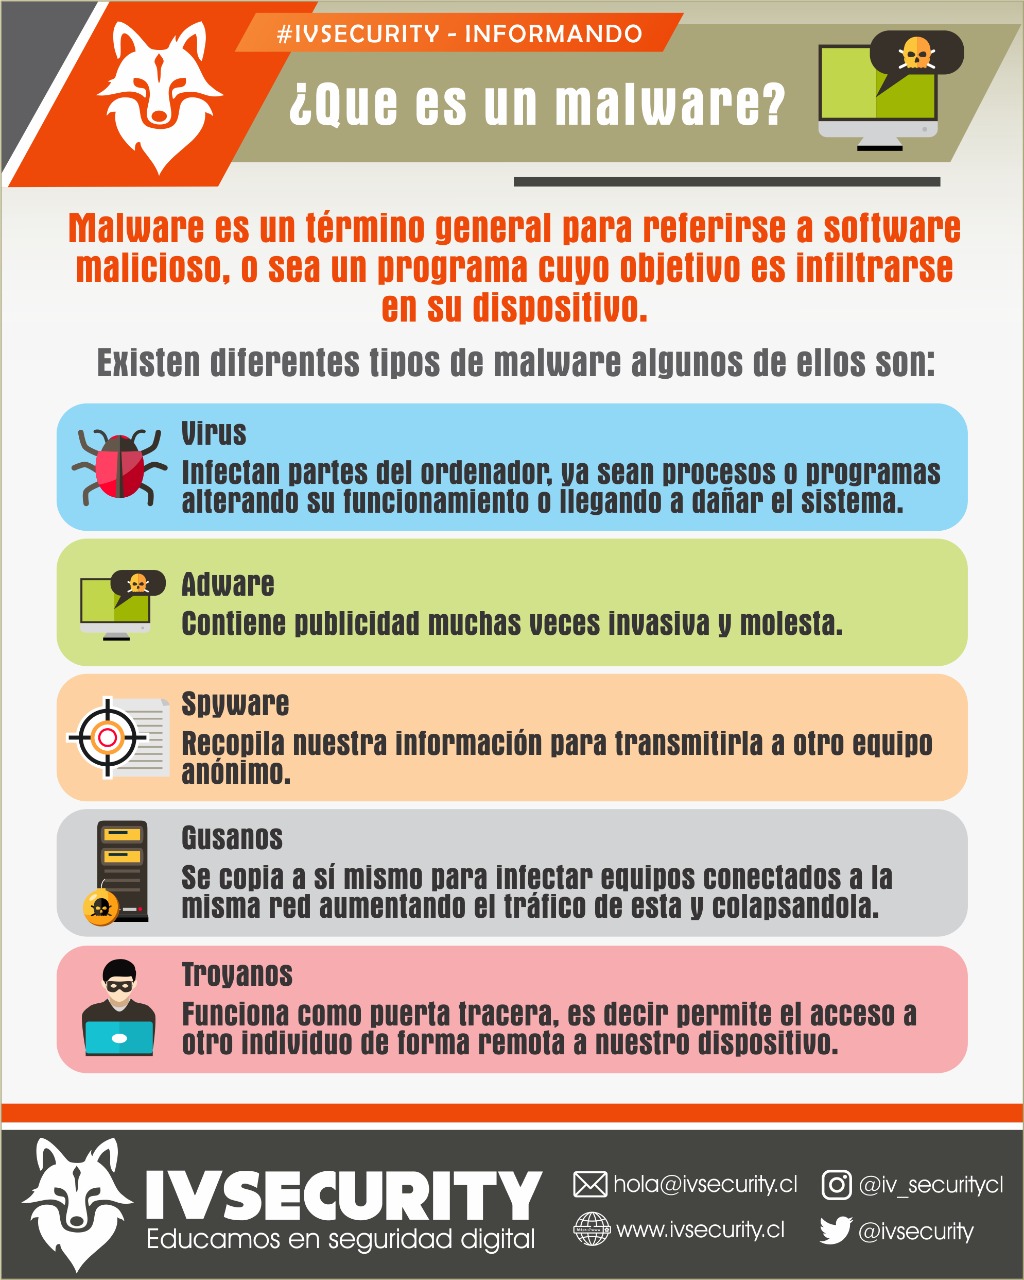 #IVSECURITY - INFORMANDO
¿Que es un malware?
Malware es un término general para referirse a software
malicioso, o sea un programa cuyo objetivo es infiltrarse
en su dispositivo.
Existen diferentes tipos de malware algunos de ellos son:
Virus
Infectan partes del ordenador, ya sean procesos o programas
alterando su funcionamiento o llegando a dañar el sistema.
Adware
Contiene publicidad muchas veces invasiva y molesta.
Spyware
Recopila nuestra información para transmitirla a otro equipo
anónimo.
Gusanos
Se copia a sí mismo para infectar equipos conectados a la
misma red aumentando el tráfico de esta y colapsandola.
Troyanos
Funciona como puerta tracera, es decir permite el acceso a
otro individuo de forma remota a nuestro dispositivo.
IVSECURITY
Educamos en seguridad digital
hola@ivsecurity.cl
www.ivsecurity.cl
@iv_securitycl
@ivsecurity